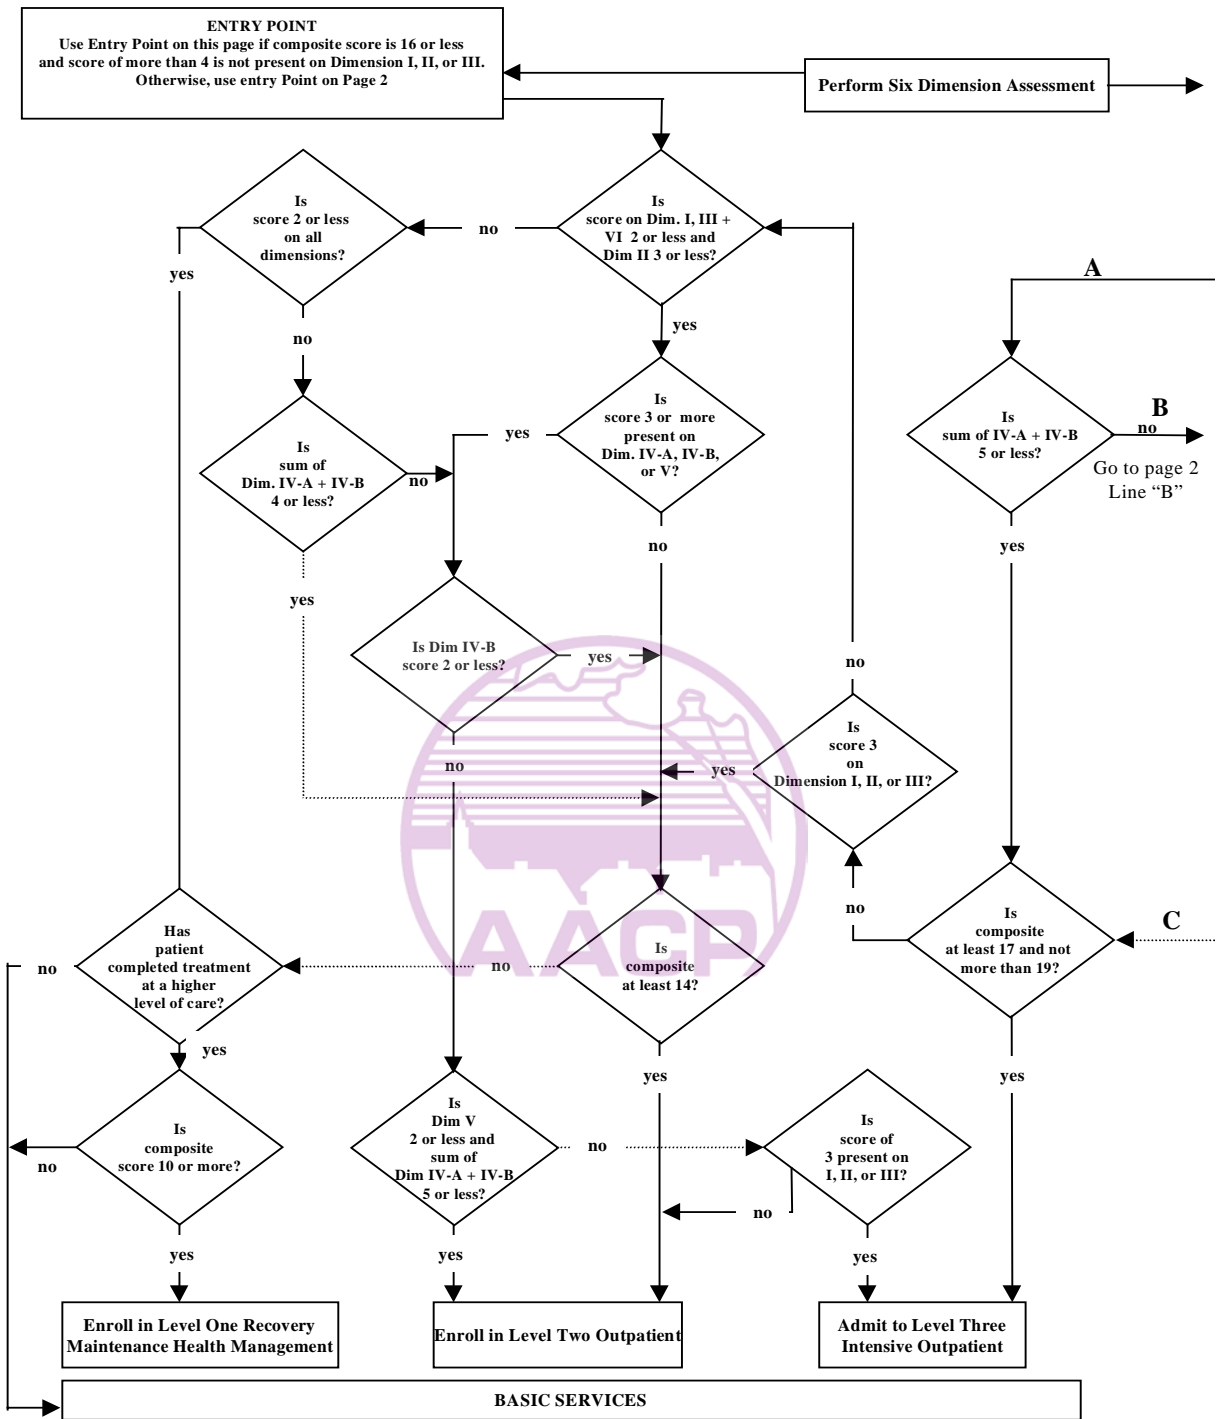 ENTRY POINT
Use Entry Point on this page if composite score is 16 or less
and score of more than 4 is not present on Dimension I, II, or III.
Otherwise, use entry Point on Page 2
Perform Six Dimension Assessment
Is
score 2 or less
on all
dimensions?
no
Is
score on Dim. I, III +
VI 2 or less and
Dim II 3 or less?
yes
A
yes
no
Is
sum of
Dim. IV-A + IV-B
4 or less?
no
yes
Is
score 3 or more
present on
Dim. IV-A, IV-B,
or V?
Is
sum of IV-A + IV-B
5 or less?
B
no
Go to page 2
Line “B”
yes
no
yes
Is Dim IV-B
score 2 or less?
yes
no
no
Is
score 3
on
Dimension I, II, or III?
yes
AACP
no
Has
patient
completed treatment
at a higher
level of care?
no
Is
composite
at least 14?
no
Is
composite
at least 17 and not
more than 19?
C
yes
yes
yes
Is
composite
score 10 or more?
no
Is
Dim V
2 or less and
sum of
Dim IV-A + IV-B
5 or less?
no
Is
score of
3 present on
I, II, or III?
no
yes
yes
yes
Enroll in Level One Recovery
Maintenance Health Management
Enroll in Level Two Outpatient
Admit to Level Three
Intensive Outpatient
BASIC SERVICES